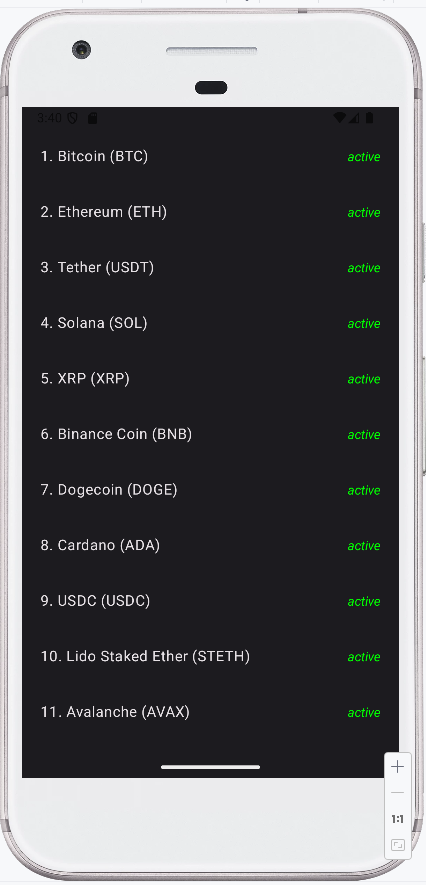 3:40
1. Bitcoin (BTC) active
2. Ethereum (ETH) active
3. Tether (USDT) active
4. Solana (SOL) active
5. XRP (XRP) active
6. Binance Coin (BNB) active
7. Dogecoin (DOGE) active
8. Cardano (ADA) active
9. USDC (USDC) active
10. Lido Staked Ether (STETH) active
11. Avalanche (AVAX) active
1:1